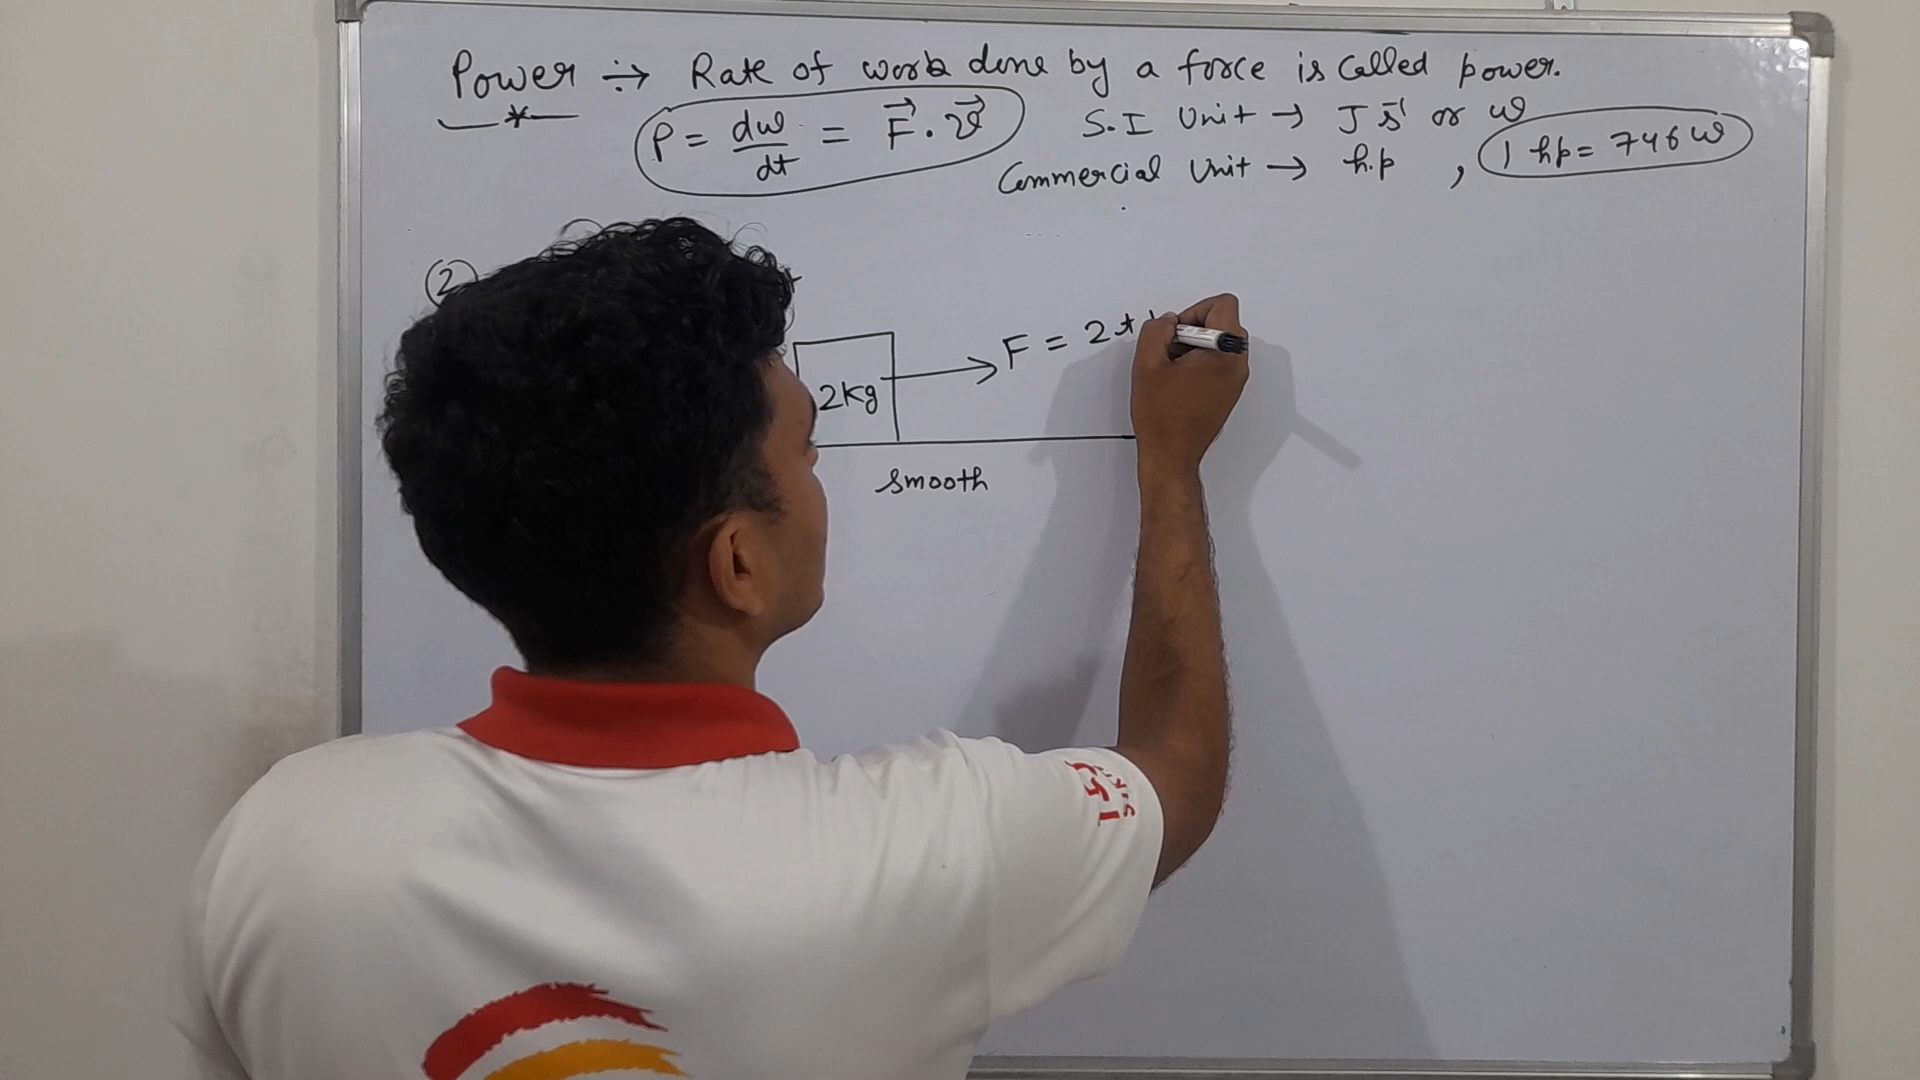 Power ÷→ Rate of work done by a force is called power.
P = dw/dt = F⃗ . v⃗
S.I Unit → J s⁻¹ or w
Commercial Unit → h.p , 1 hp = 746 w
②
F = 2t
2kg
smooth